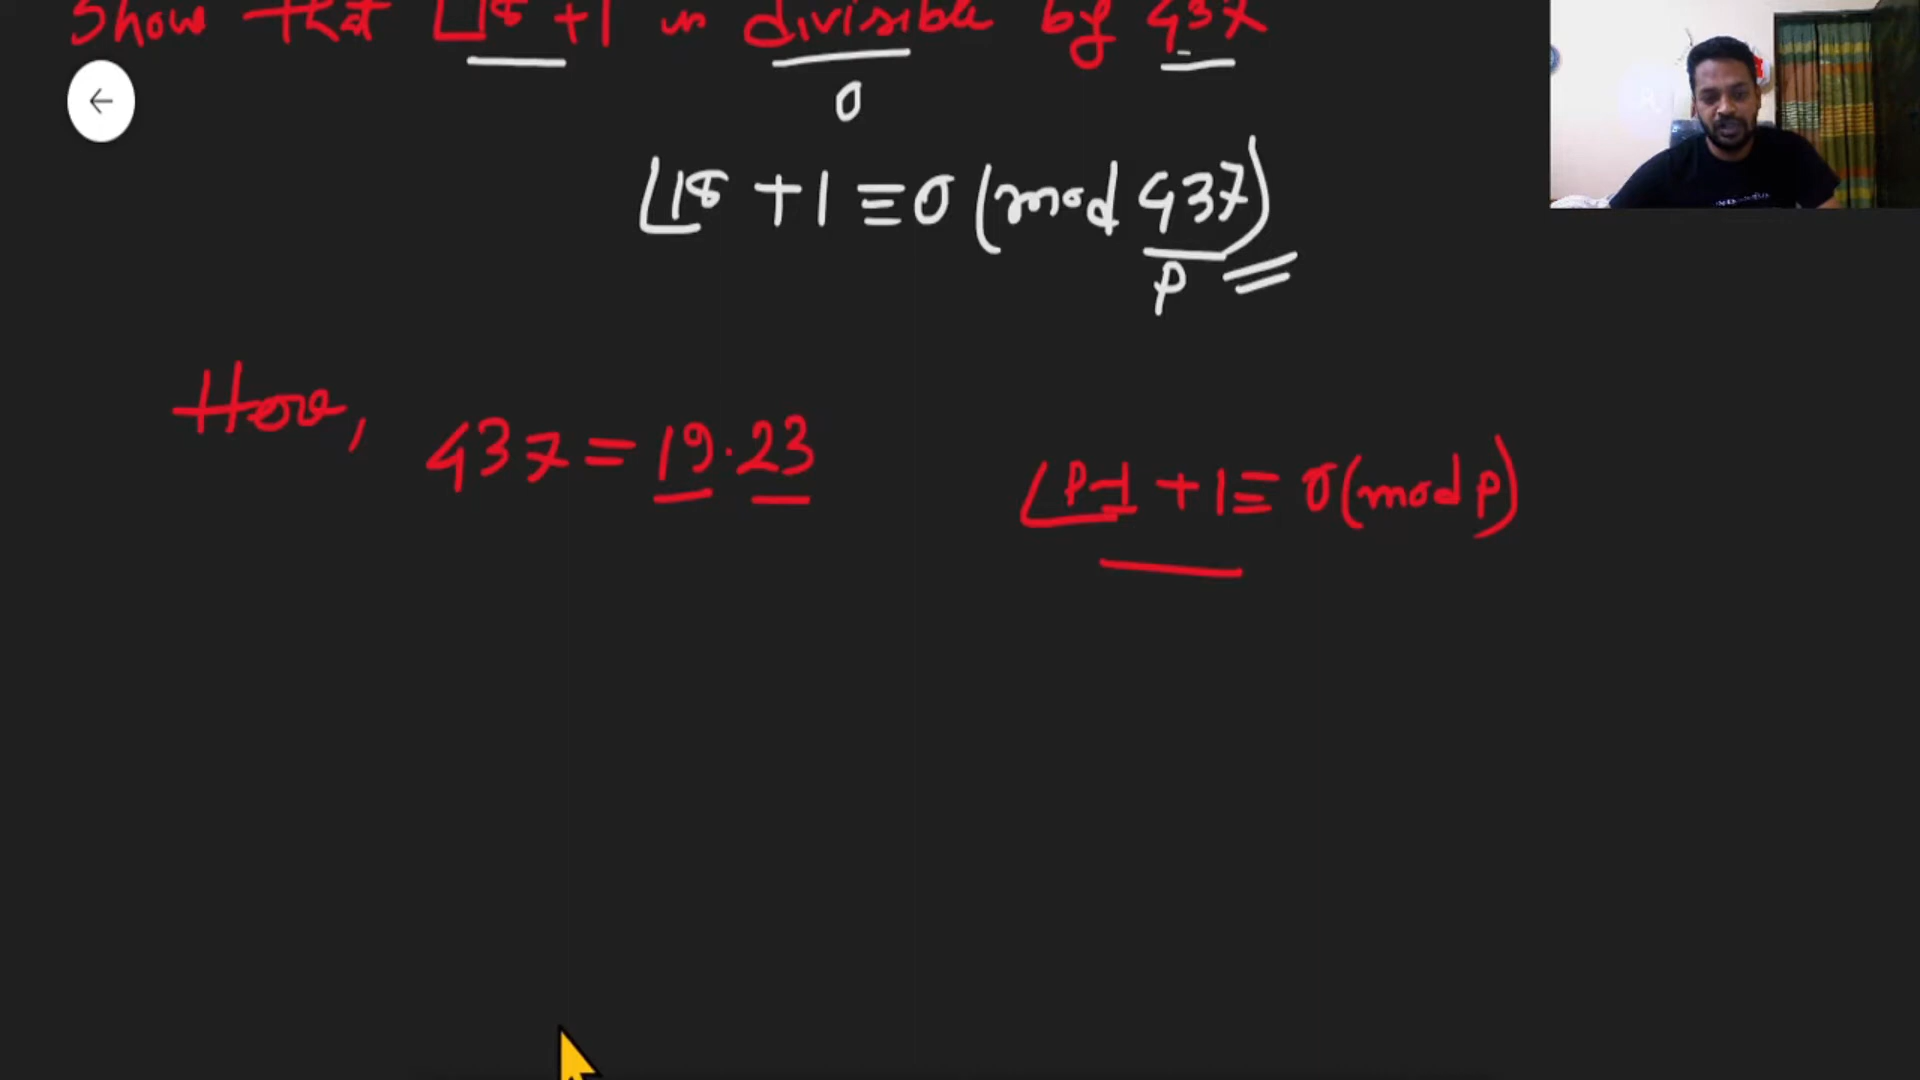 Show that ∟18 + 1 is divisible by 437
0
∟18 + 1 ≡ 0 (mod 437)
P
Here, 437 = 19·23
∟P-1 + 1 ≡ 0 (mod p)